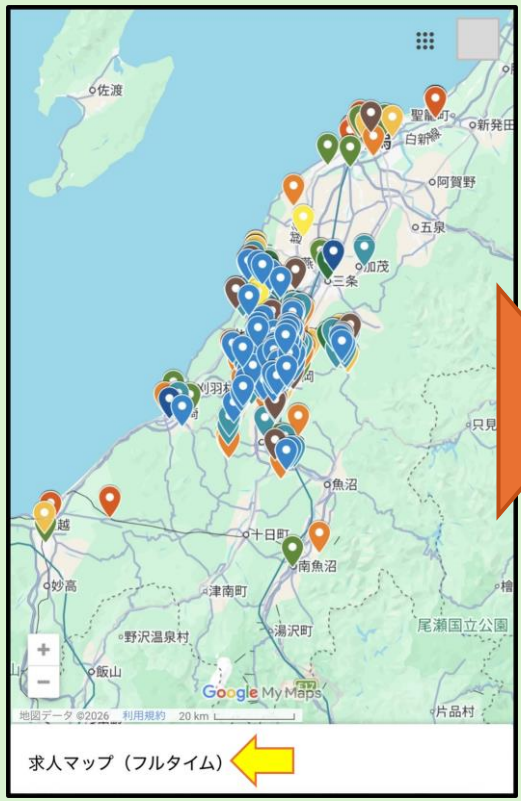 佐渡
聖籠町
新発田
白新線
阿賀野
五泉
加茂
三条
刈羽村
只見
魚沼
越
十日町
南魚沼
妙高
津南町
尾瀬国立公園
野沢温泉村
湯沢町
飯山
Google My Maps
片品村
地図データ ©2026 利用規約 20 km
求人マップ(フルタイム)